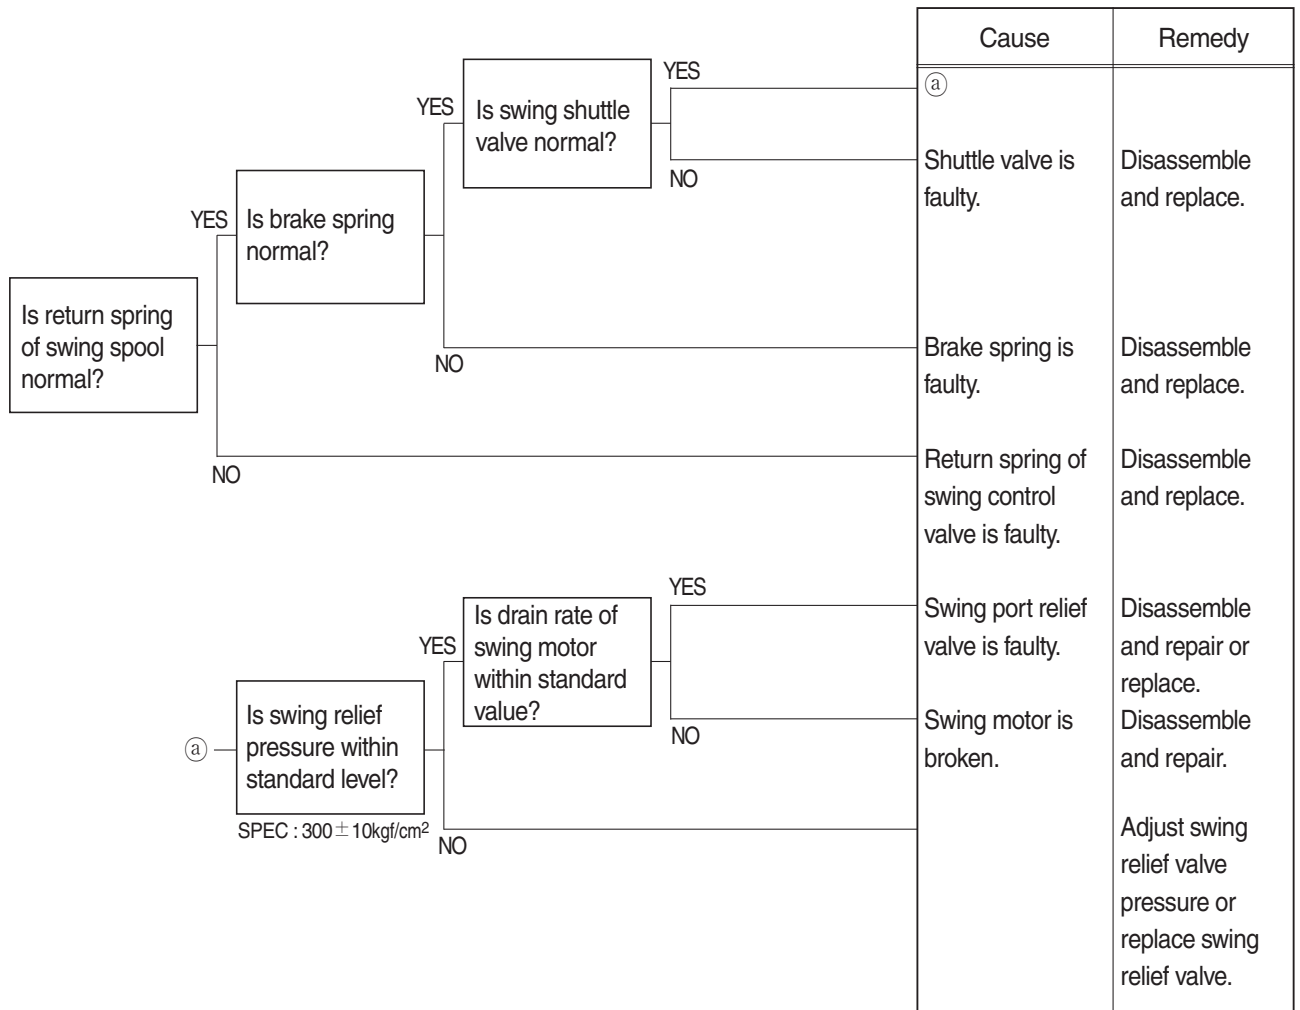 Cause
Remedy
YES
ⓐ
YES
Is swing shuttle
valve normal?
NO
Shuttle valve is
faulty.
Disassemble
and replace.
YES
Is brake spring
normal?
Is return spring
of swing spool
normal?
NO
Brake spring is
faulty.
Disassemble
and replace.
NO
Return spring of
swing control
valve is faulty.
Disassemble
and replace.
YES
Swing port relief
valve is faulty.
Disassemble
and repair or
replace.
YES
Is drain rate of
swing motor
within standard
value?
NO
Swing motor is
broken.
Disassemble
and repair.
ⓐ
Is swing relief
pressure within
standard level?
SPEC : 300±10kgf/cm²
NO
Adjust swing
relief valve
pressure or
replace swing
relief valve.